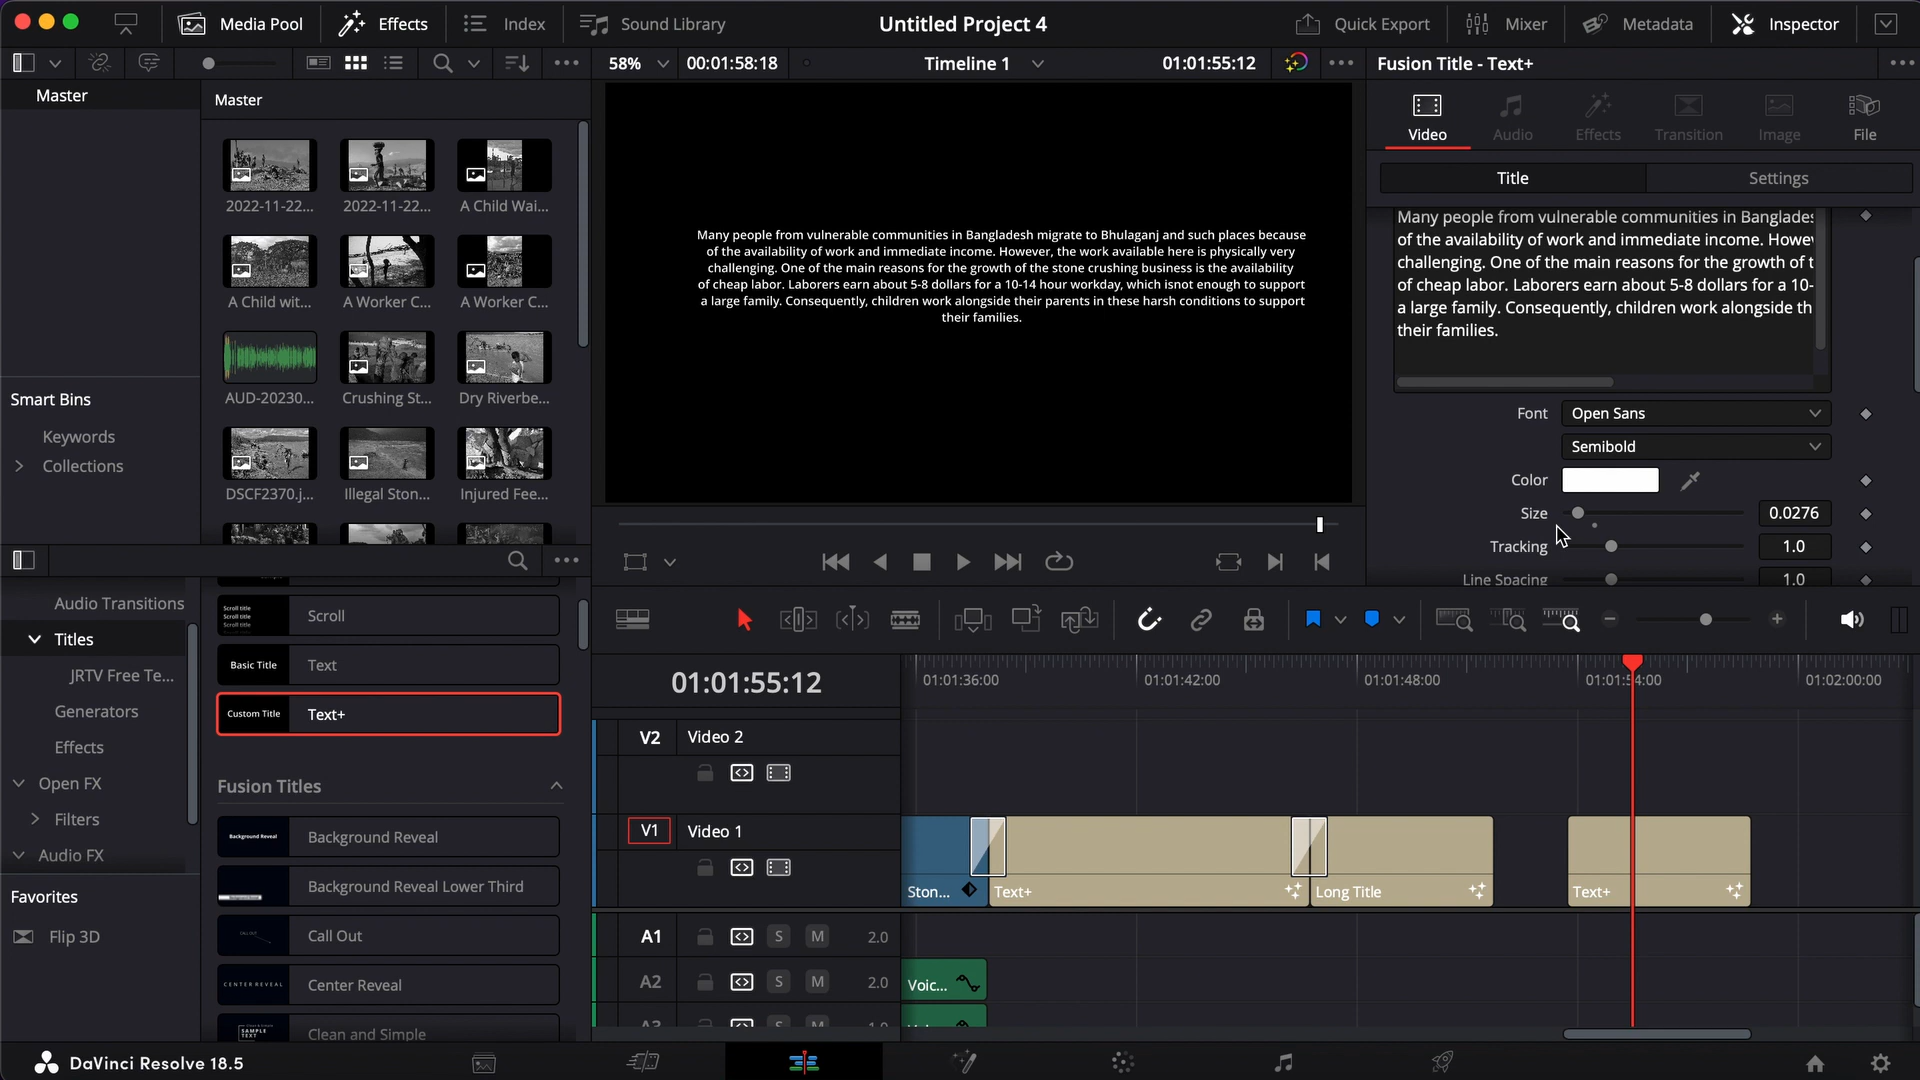 Media Pool
Effects
Index
Sound Library
Untitled Project 4
Quick Export
Mixer
Metadata
Inspector
58%
00:01:58:18
Timeline 1
01:01:55:12
Fusion Title - Text+
Master
Master
Video
Audio
Effects
Transition
Image
File
Title
Settings
2022-11-22...
2022-11-22...
A Child Wai...
A Child wit...
A Worker C...
A Worker C...
AUD-20230...
Crushing St...
Dry Riverbe...
DSCF2370.j...
Illegal Ston...
Injured Fee...
Smart Bins
Keywords
Collections
Many people from vulnerable communities in Bangladesh migrate to Bhulaganj and such places because
of the availability of work and immediate income. However, the work available here is physically very
challenging. One of the main reasons for the growth of the stone crushing business is the availability
of cheap labor. Laborers earn about 5-8 dollars for a 10-14 hour workday, which isnot enough to support
a large family. Consequently, children work alongside their parents in these harsh conditions to support
their families.
Many people from vulnerable communities in Banglades
of the availability of work and immediate income. Howev
challenging. One of the main reasons for the growth of t
of cheap labor. Laborers earn about 5-8 dollars for a 10-
a large family. Consequently, children work alongside th
their families.
Font
Open Sans
Semibold
Color
Size
0.0276
Tracking
1.0
Line Spacing
1.0
Audio Transitions
Titles
JRTV Free Te...
Generators
Effects
Open FX
Filters
Audio FX
Favorites
Flip 3D
Scroll title
Scroll title
Scroll title
Scroll
Basic Title
Text
Custom Title
Text+
Fusion Titles
Background Reveal
Background Reveal
Background Reveal Lower Third
CALL OUT
Call Out
CENTER REVEAL
Center Reveal
SAMPLE
TEXT
Clean and Simple
01:01:55:12
01:01:36:00
01:01:42:00
01:01:48:00
01:01:54:00
01:02:00:00
V2
Video 2
V1
Video 1
Ston...
Text+
Long Title
Text+
A1
S
M
2.0
A2
S
M
2.0
Voic...
A3
S
M
1.0
DaVinci Resolve 18.5